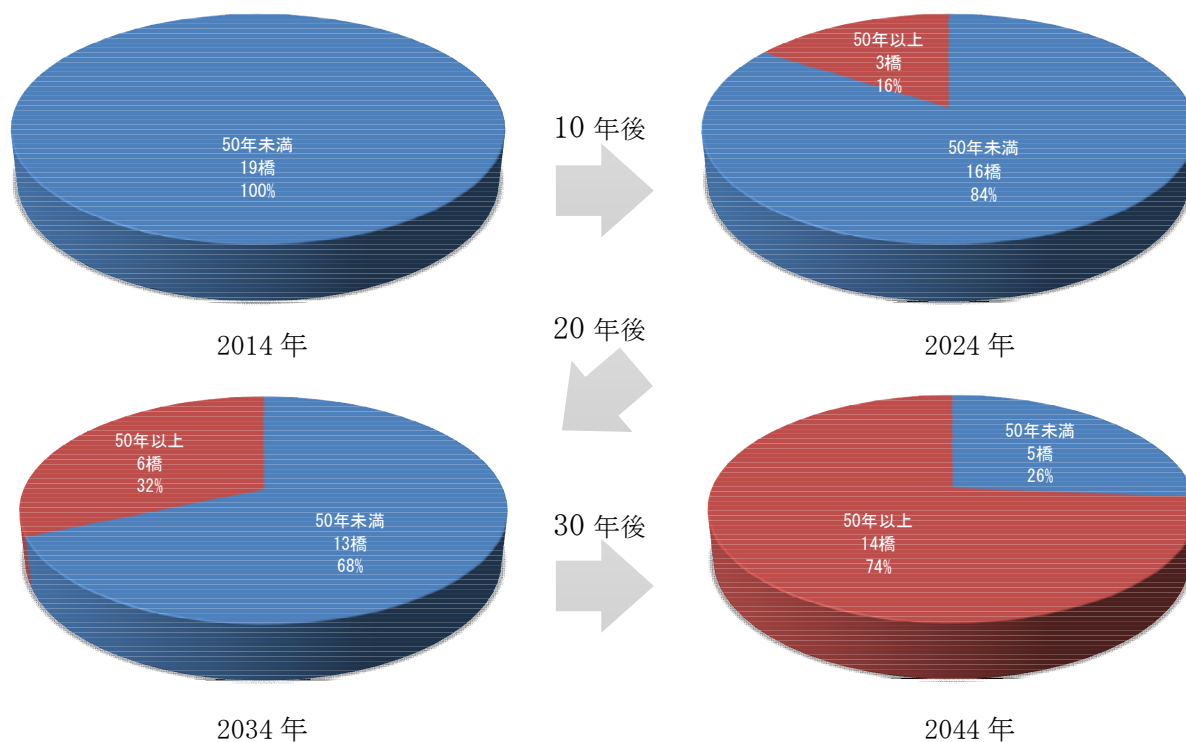 50年未満
19橋
100%
10 年後
50年以上
3橋
16%
50年未満
16橋
84%
2014 年
20 年後
2024 年
50年以上
6橋
32%
50年未満
13橋
68%
30 年後
50年未満
5橋
26%
50年以上
14橋
74%
2034 年
2044 年